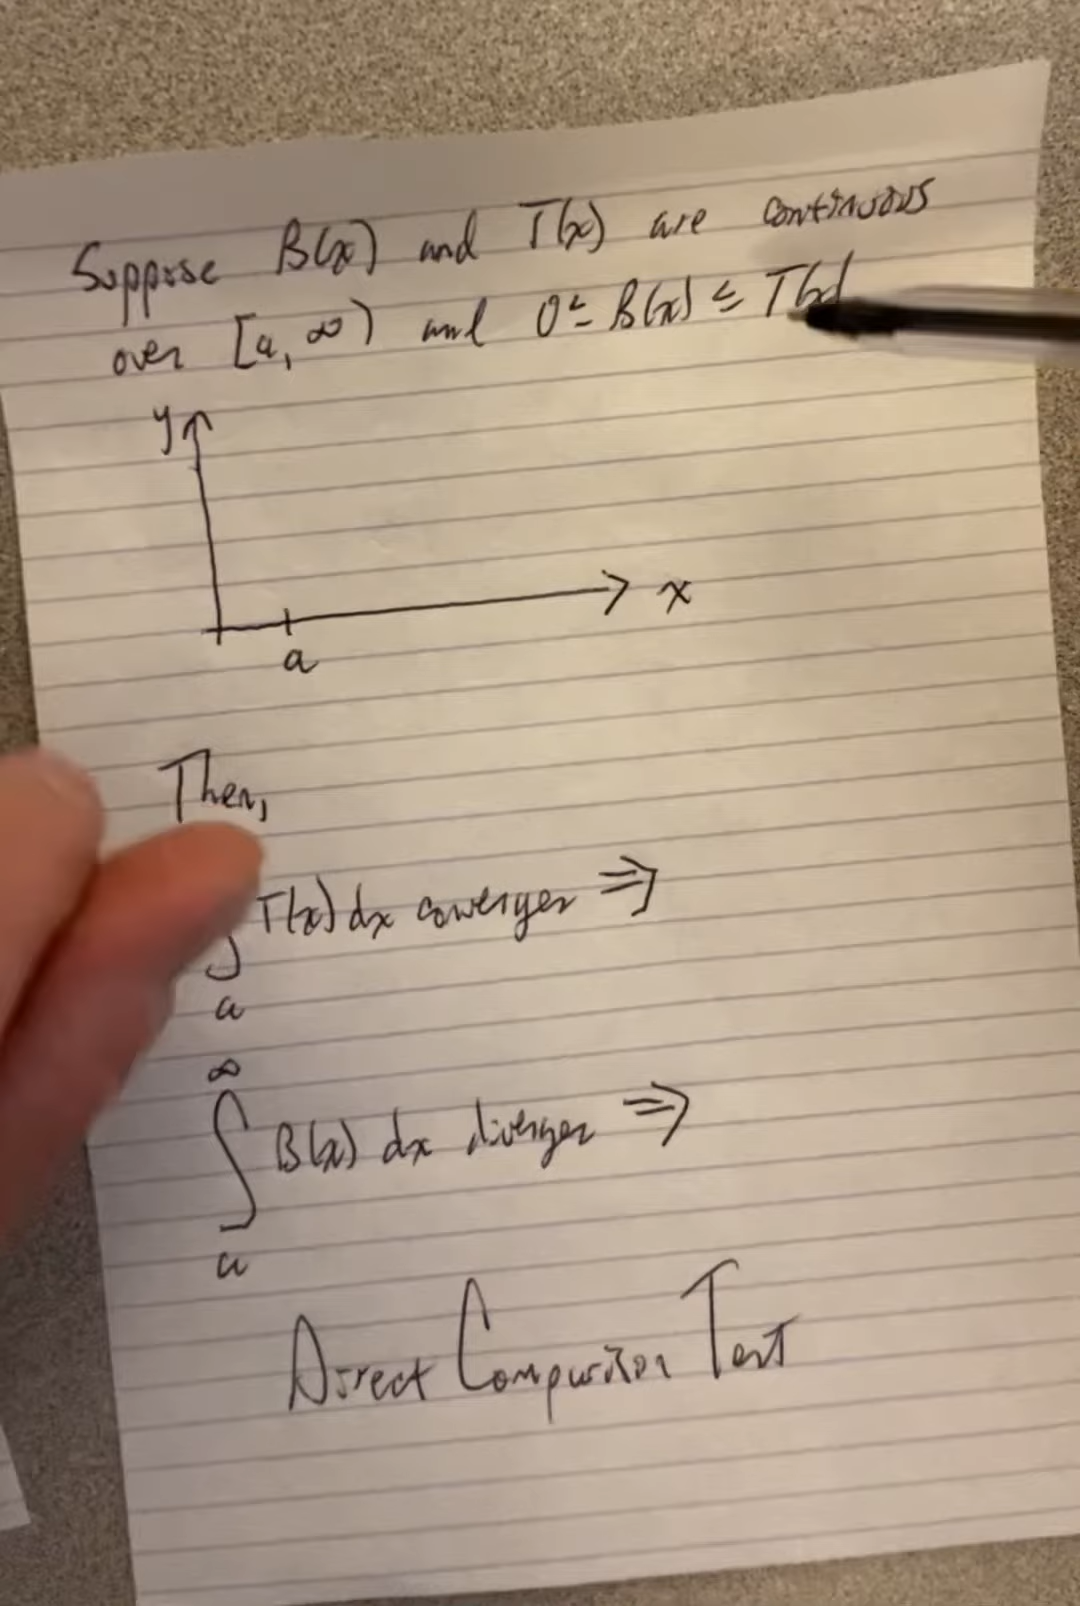 Suppose B(x) and T(x) are continuous
over [a, ∞) and 0 ≤ B(x) ≤ T(x)
y
x
a
Then,
∫ T(x) dx converges ⇒
a
∞
∫ B(x) dx diverges ⇒
a
Direct Comparison Test